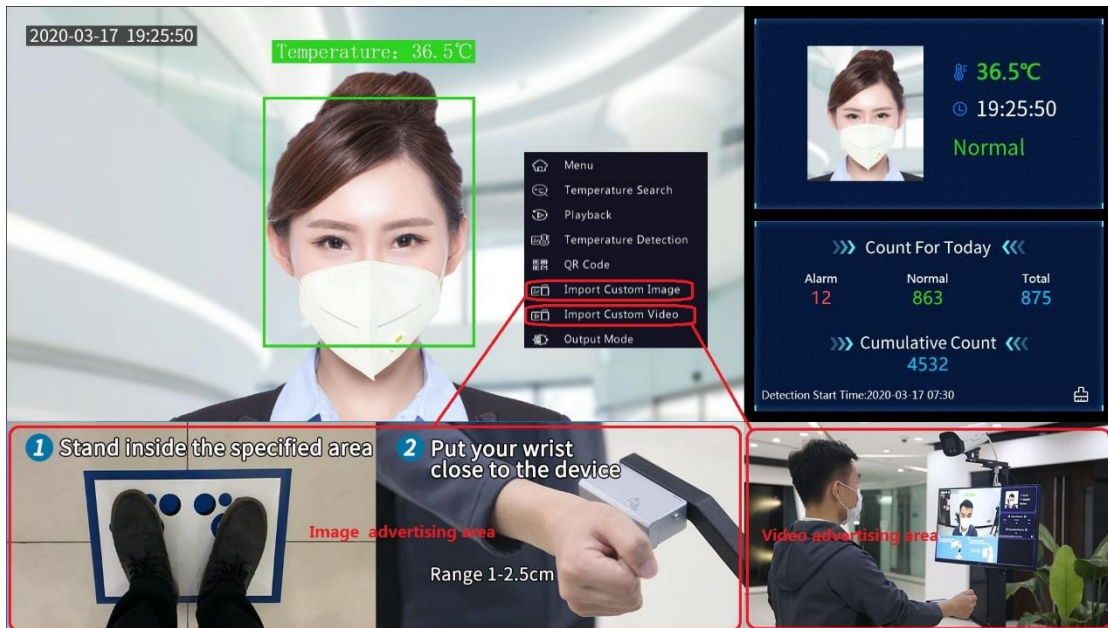 2020-03-17 19:25:50
Temperature: 36.5℃
Menu
Temperature Search
Playback
Temperature Detection
QR Code
Import Custom Image
Import Custom Video
Output Mode
36.5℃
19:25:50
Normal
Count For Today
Alarm Normal Total
12 863 875
Cumulative Count
4532
Detection Start Time:2020-03-17 07:30
1 Stand inside the specified area
2 Put your wrist
close to the device
Image advertising area
Range 1-2.5cm
Video advertising area